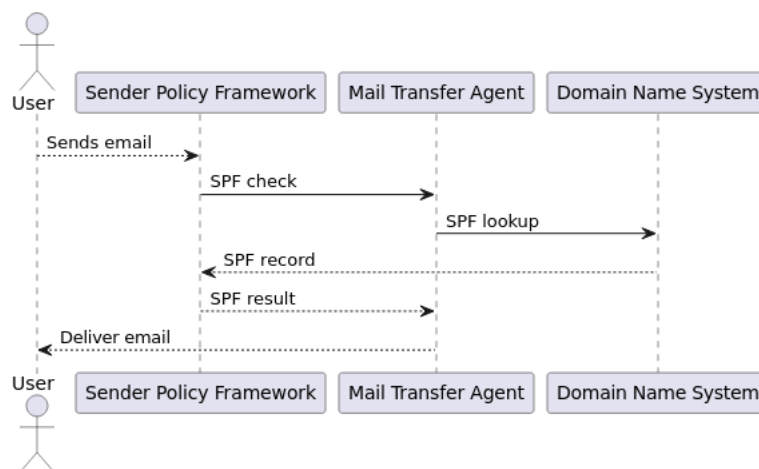 User
Sender Policy Framework
Mail Transfer Agent
Domain Name System
Sends email
SPF check
SPF lookup
SPF record
SPF result
Deliver email
User
Sender Policy Framework
Mail Transfer Agent
Domain Name System